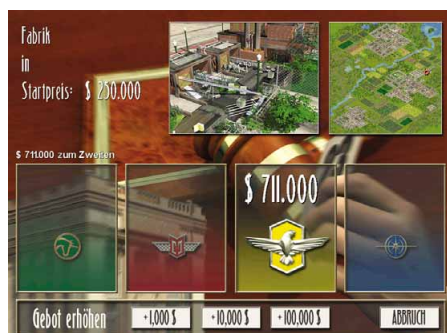 Fabrik
in
Startpreis: $ 250.000
$ 711.000 zum Zweiten
$ 711.000
Gebot erhöhen
+1,000 $
+10,000 $
+100,000 $
ABBRUCH